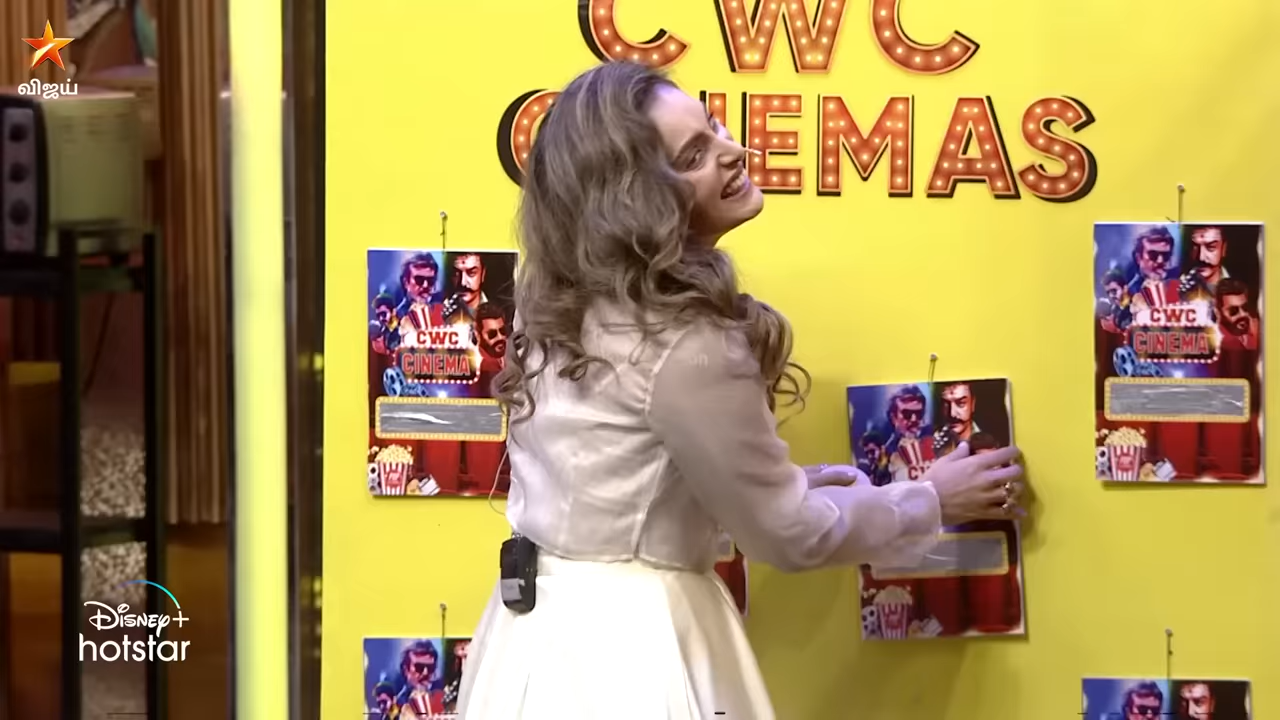 விஜய்
CWC
CINEMAS
CWC
CINEMA
CWC
CINEMA
Disney+
hotstar